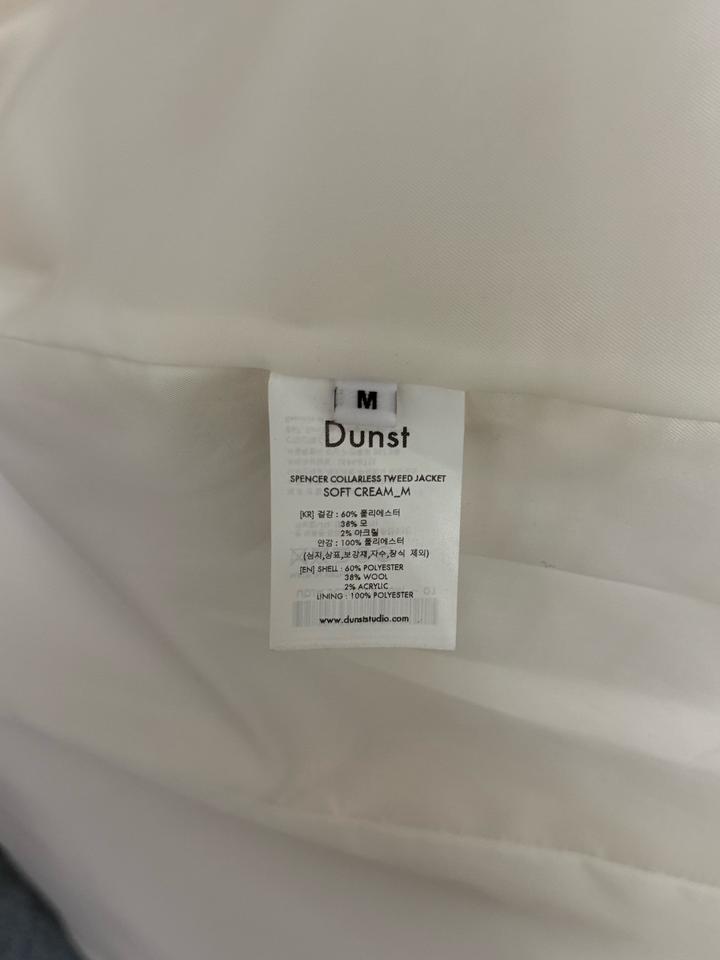 M
Dunst
SPENCER COLLARLESS TWEED JACKET
SOFT CREAM_M
[KR] 겉감 : 60% 폴리에스터
38% 모
2% 아크릴
안감 : 100% 폴리에스터
(심지,상표,보강재,자수,장식 제외)
[EN] SHELL : 60% POLYESTER
38% WOOL
2% ACRYLIC
LINING : 100% POLYESTER
www.dunststudio.com